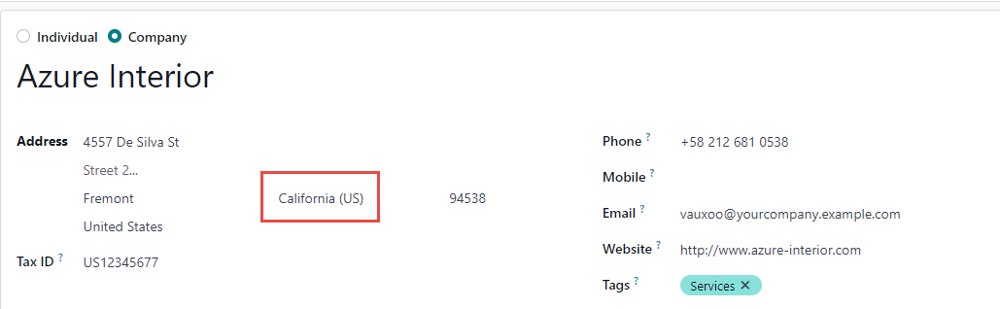 Individual Company
Azure Interior
Address 4557 De Silva St
Street 2...
Fremont California (US) 94538
United States
Tax ID ? US12345677
Phone ? +58 212 681 0538
Mobile ?
Email ? vauxoo@yourcompany.example.com
Website ? http://www.azure-interior.com
Tags ? Services ×